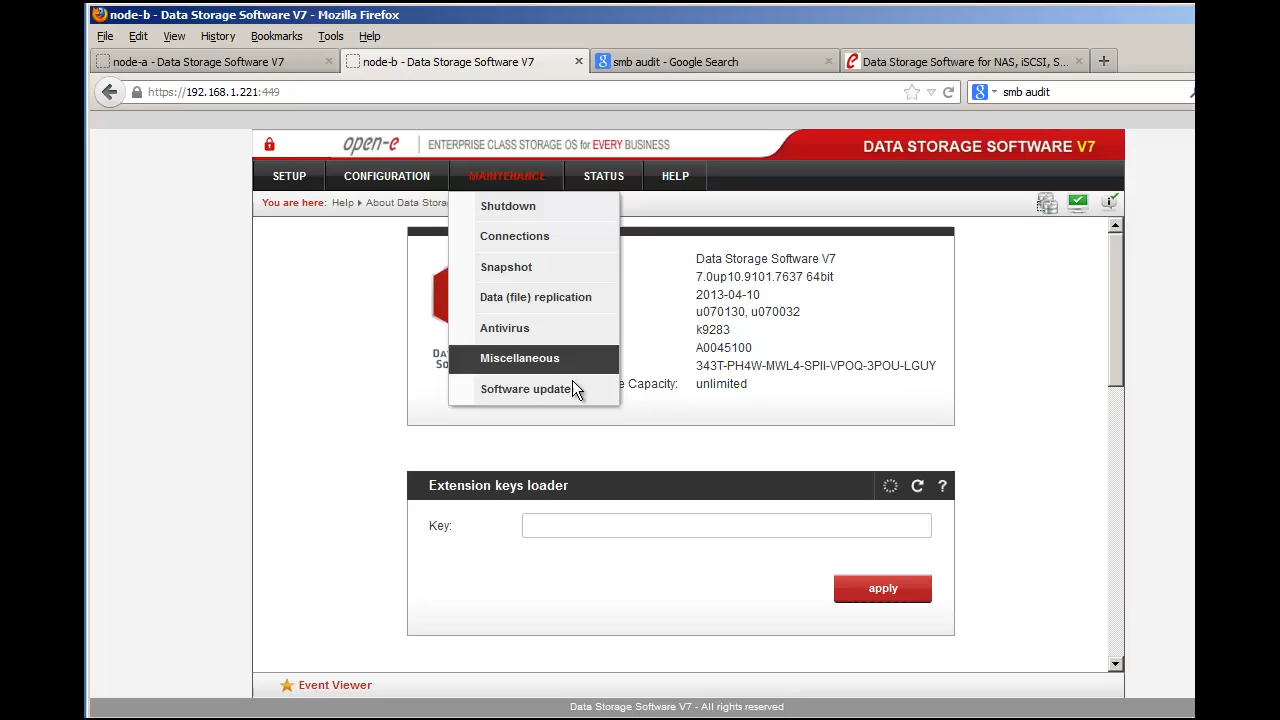 node-b - Data Storage Software V7 - Mozilla Firefox
File Edit View History Bookmarks Tools Help
node-a - Data Storage Software V7 × node-b - Data Storage Software V7 × smb audit - Google Search × Data Storage Software for NAS, iSCSI, S... × +
https://192.168.1.221:449 smb audit
open-e ENTERPRISE CLASS STORAGE OS for EVERY BUSINESS DATA STORAGE SOFTWARE V7
SETUP CONFIGURATION MAINTENANCE STATUS HELP
You are here: Help About Data Stora
Shutdown
Connections
Snapshot
Data (file) replication
Antivirus
Miscellaneous
Software update
Data Storage Software V7
7.0up10.9101.7637 64bit
2013-04-10
u070130, u070032
k9283
A0045100
343T-PH4W-MWL4-SPII-VPOQ-3POU-LGUY
e Capacity: unlimited
Extension keys loader ?
Key:
apply
Event Viewer
Data Storage Software V7 - All rights reserved